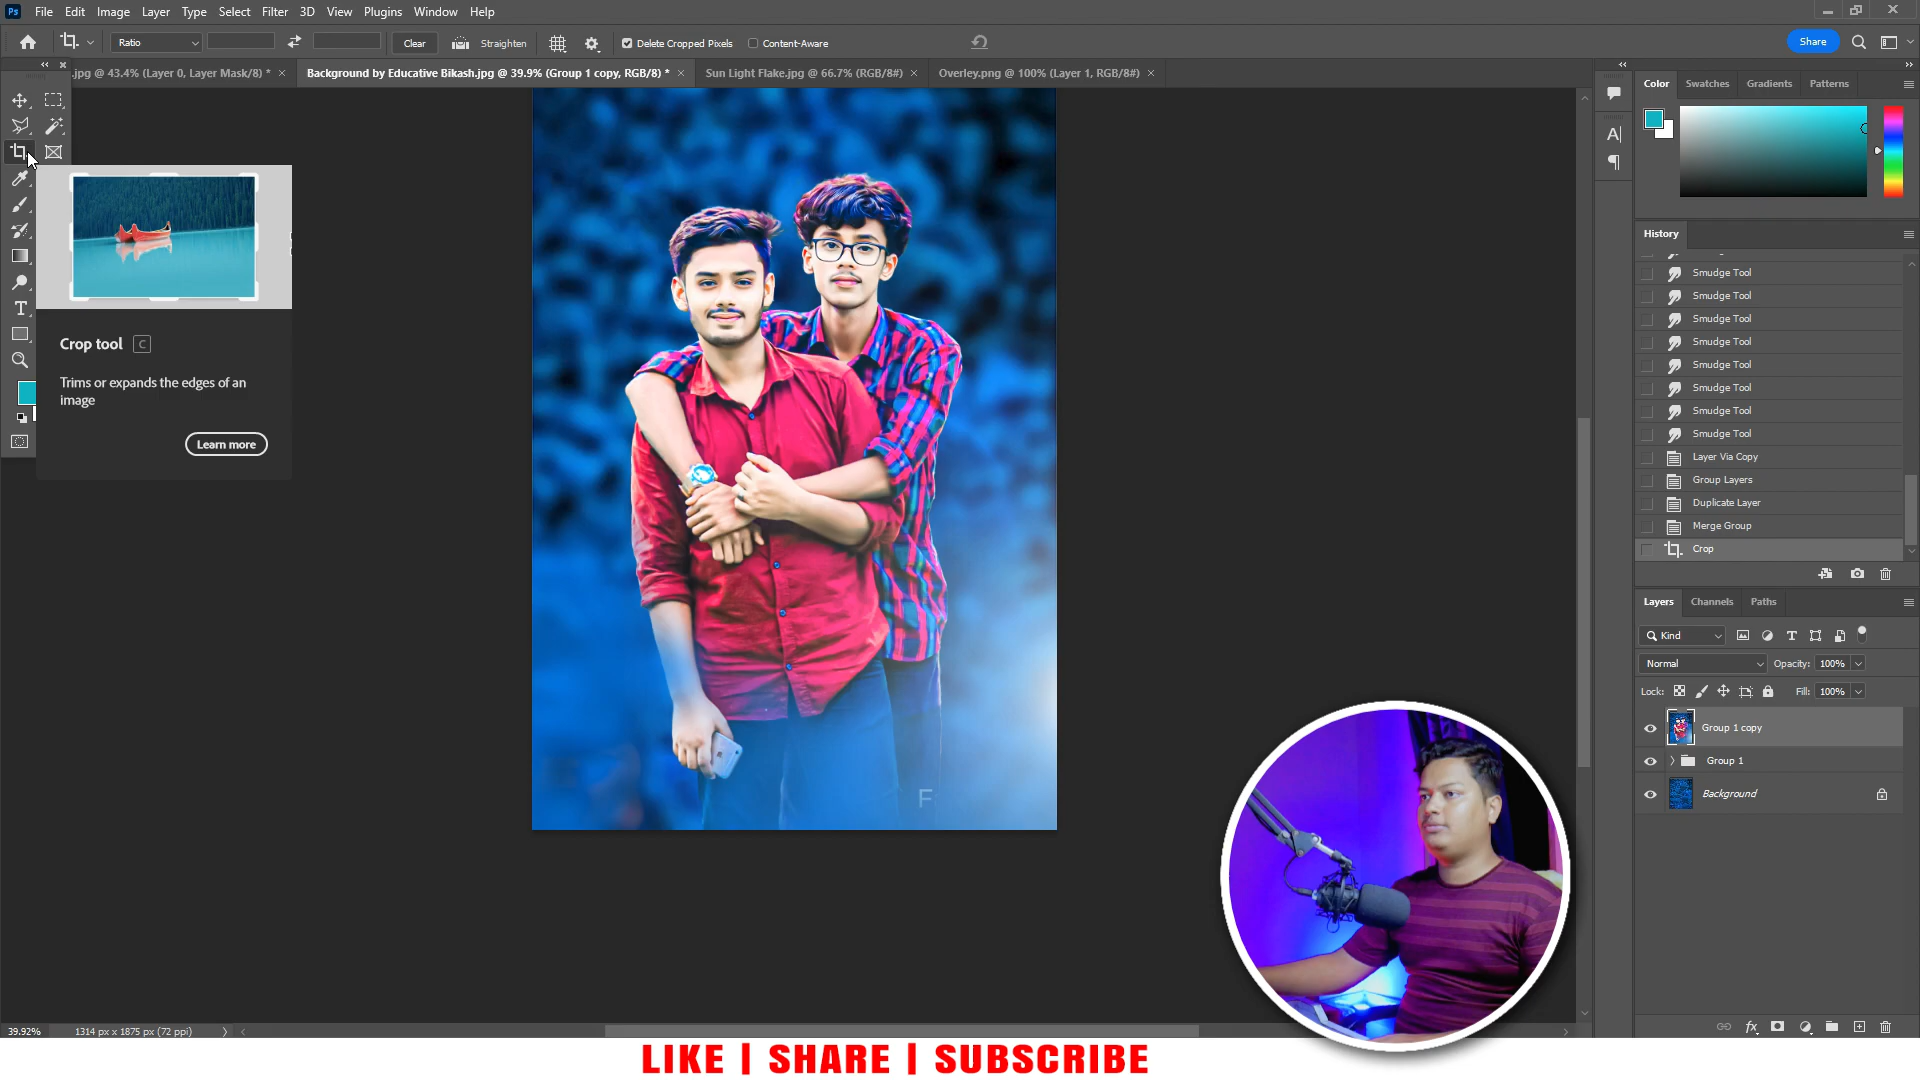 Ps File Edit Image Layer Type Select Filter 3D View Plugins Window Help
Ratio Clear Straighten Delete Cropped Pixels Content-Aware Share
.jpg @ 43.4% (Layer 0, Layer Mask/8) * Background by Educative Bikash.jpg @ 39.9% (Group 1 copy, RGB/8) * Sun Light Flake.jpg @ 66.7% (RGB/8#) Overley.png @ 100% (Layer 1, RGB/8#)
Color Swatches Gradients Patterns
Crop tool C
Trims or expands the edges of an
image
Learn more
History
Smudge Tool
Smudge Tool
Smudge Tool
Smudge Tool
Smudge Tool
Smudge Tool
Smudge Tool
Smudge Tool
Layer Via Copy
Group Layers
Duplicate Layer
Merge Group
Crop
Layers Channels Paths
Kind
Normal Opacity: 100%
Lock: Fill: 100%
Group 1 copy
Group 1
Background
F
39.92% 1314 px x 1875 px (72 ppi)
LIKE | SHARE | SUBSCRIBE